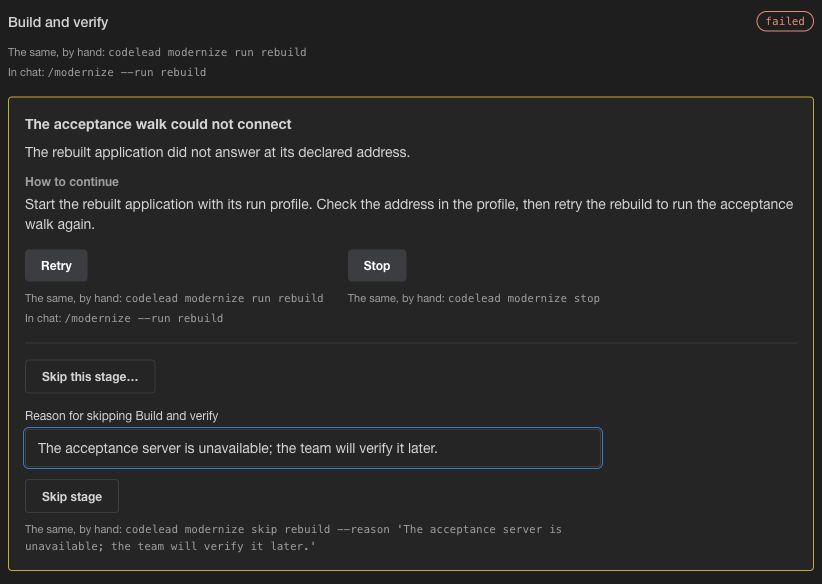 Build and verify
failed
The same, by hand: codelead modernize run rebuild
In chat: /modernize --run rebuild
The acceptance walk could not connect
The rebuilt application did not answer at its declared address.
How to continue
Start the rebuilt application with its run profile. Check the address in the profile, then retry the rebuild to run the acceptance
walk again.
Retry
Stop
The same, by hand: codelead modernize run rebuild
The same, by hand: codelead modernize stop
In chat: /modernize --run rebuild
Skip this stage...
Reason for skipping Build and verify
The acceptance server is unavailable; the team will verify it later.
Skip stage
The same, by hand: codelead modernize skip rebuild --reason 'The acceptance server is
unavailable; the team will verify it later.'